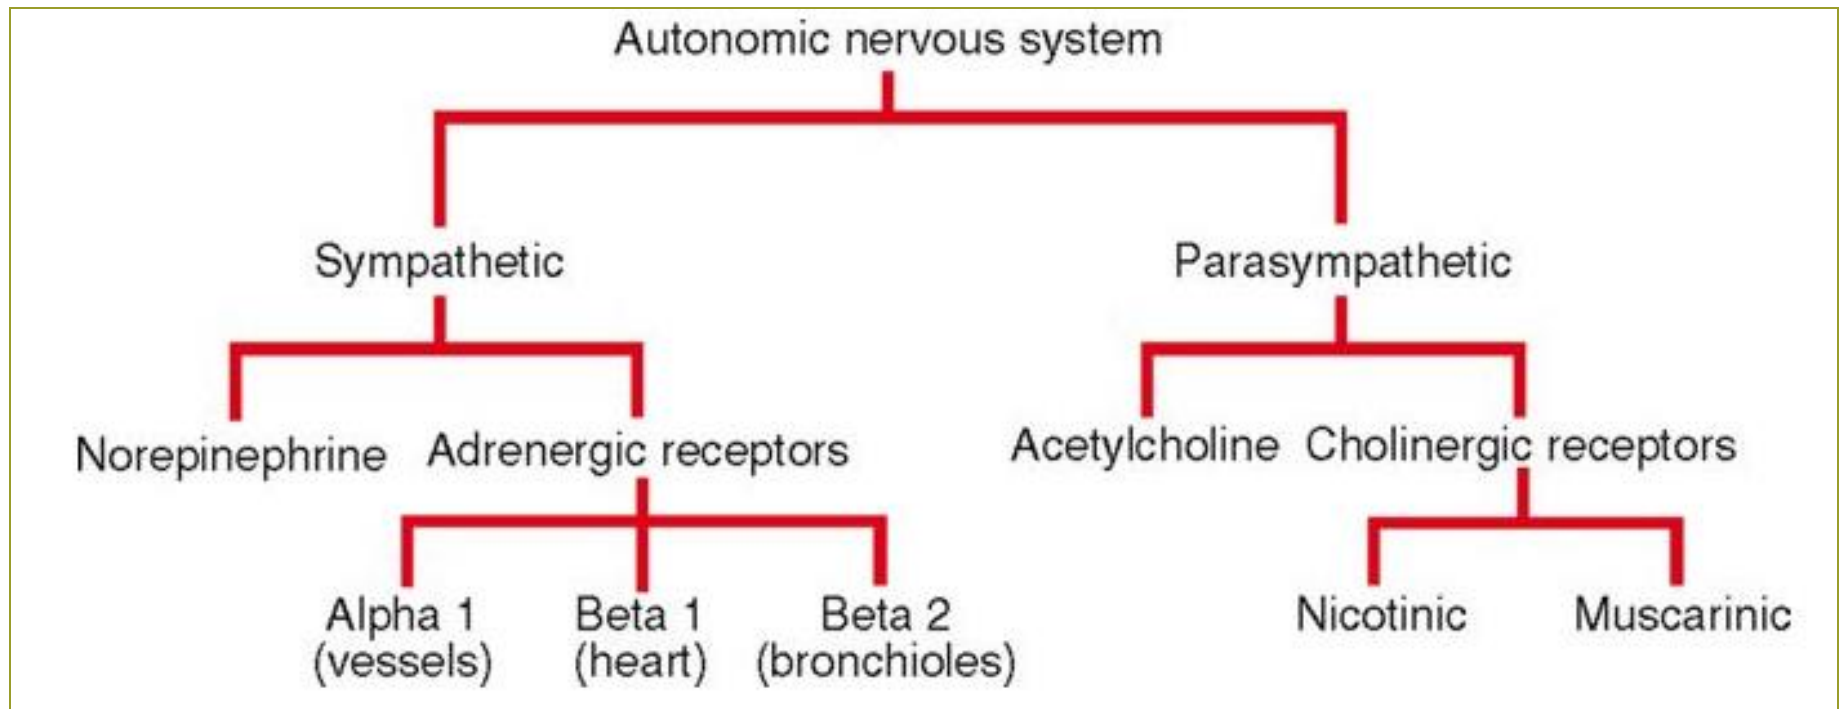 Autonomic nervous system
Sympathetic
Parasympathetic
Norepinephrine
Adrenergic receptors
Acetylcholine
Cholinergic receptors
Alpha 1
(vessels)
Beta 1
(heart)
Beta 2
(bronchioles)
Nicotinic
Muscarinic